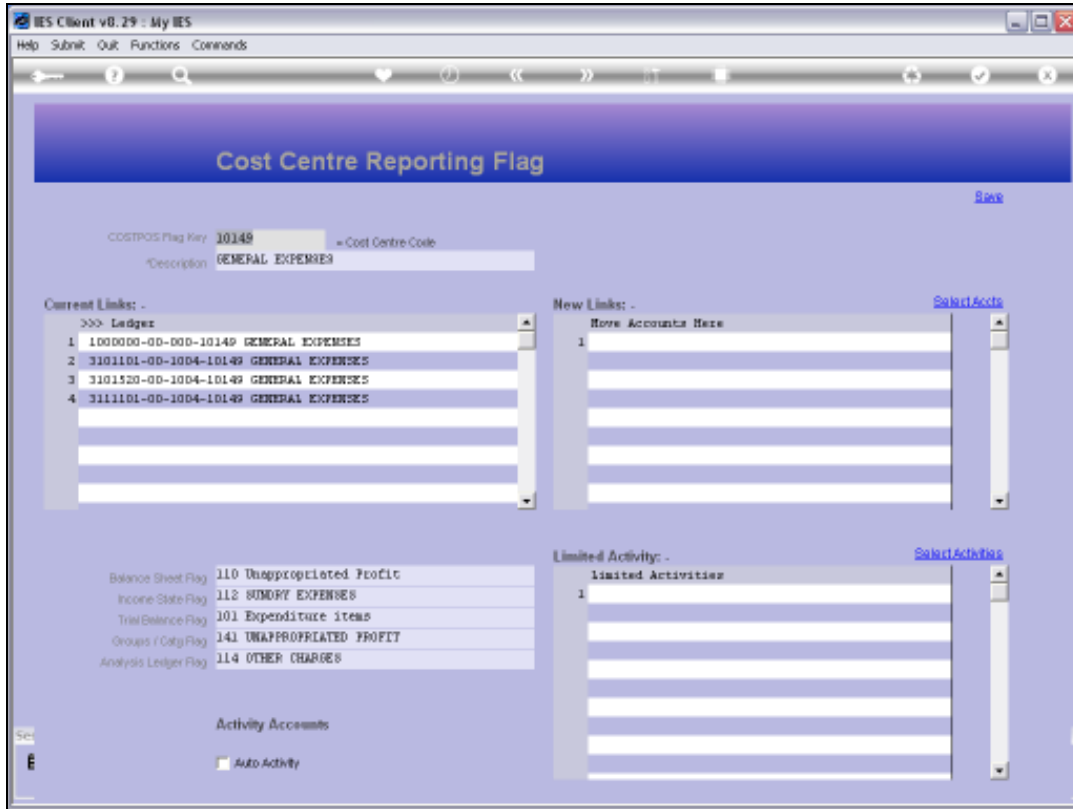 IES Client v8.29 : My IES
Help Submit Quit Functions Commands
Cost Centre Reporting Flag
Save
COSTPOS Flag Key 10149 = Cost Centre Code
*Description GENERAL EXPENSES
Current Links: -
>>> Ledger
1 1000000-00-000-10149 GENERAL EXPENSES
2 3101101-00-1004-10149 GENERAL EXPENSES
3 3101520-00-1004-10149 GENERAL EXPENSES
4 3111101-00-1004-10149 GENERAL EXPENSES
New Links: - Select Accts
Move Accounts Here
1
Balance Sheet Flag 110 Unappropriated Profit
Income State Flag 112 SUNDRY EXPENSES
Trial Balance Flag 101 Expenditure items
Groups / Catg Flag 141 UNAPPROPRIATED PROFIT
Analysis Ledger Flag 114 OTHER CHARGES
Limited Activity: - Select Activities
Limited Activities
1
Activity Accounts
Auto Activity